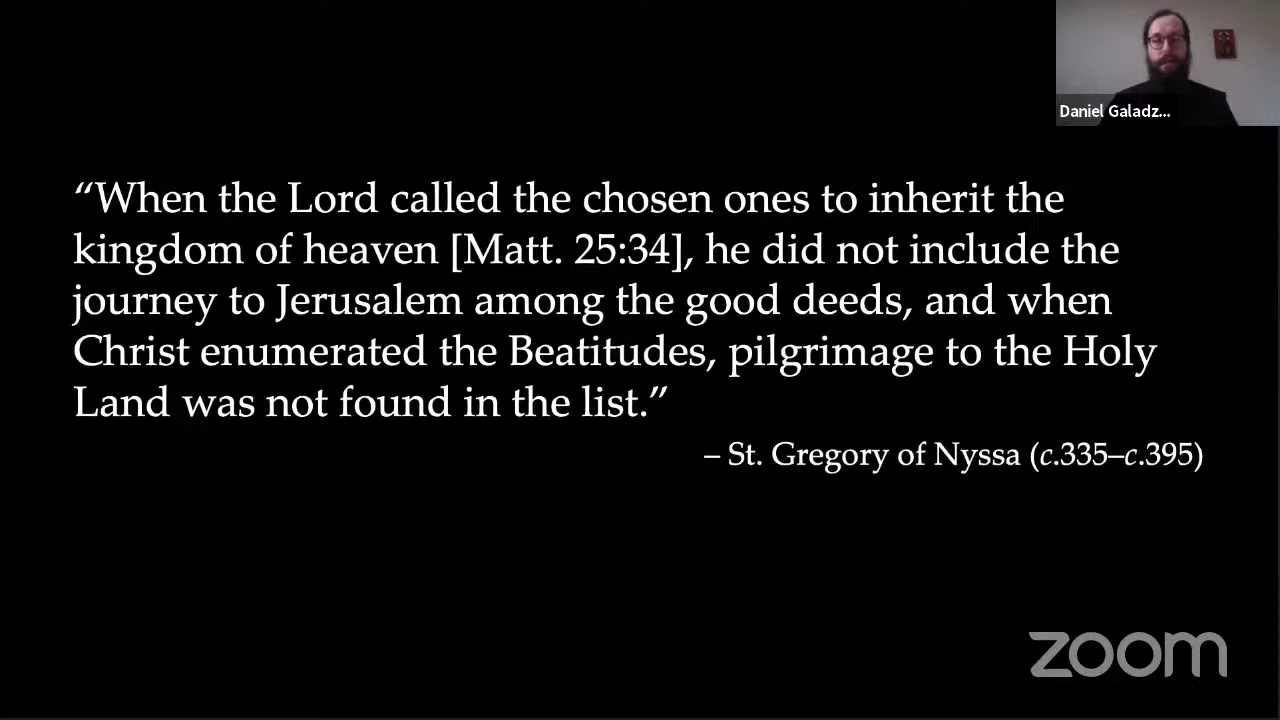 Daniel Galadz...
“When the Lord called the chosen ones to inherit the
kingdom of heaven [Matt. 25:34], he did not include the
journey to Jerusalem among the good deeds, and when
Christ enumerated the Beatitudes, pilgrimage to the Holy
Land was not found in the list.”
– St. Gregory of Nyssa (c.335–c.395)
zoom